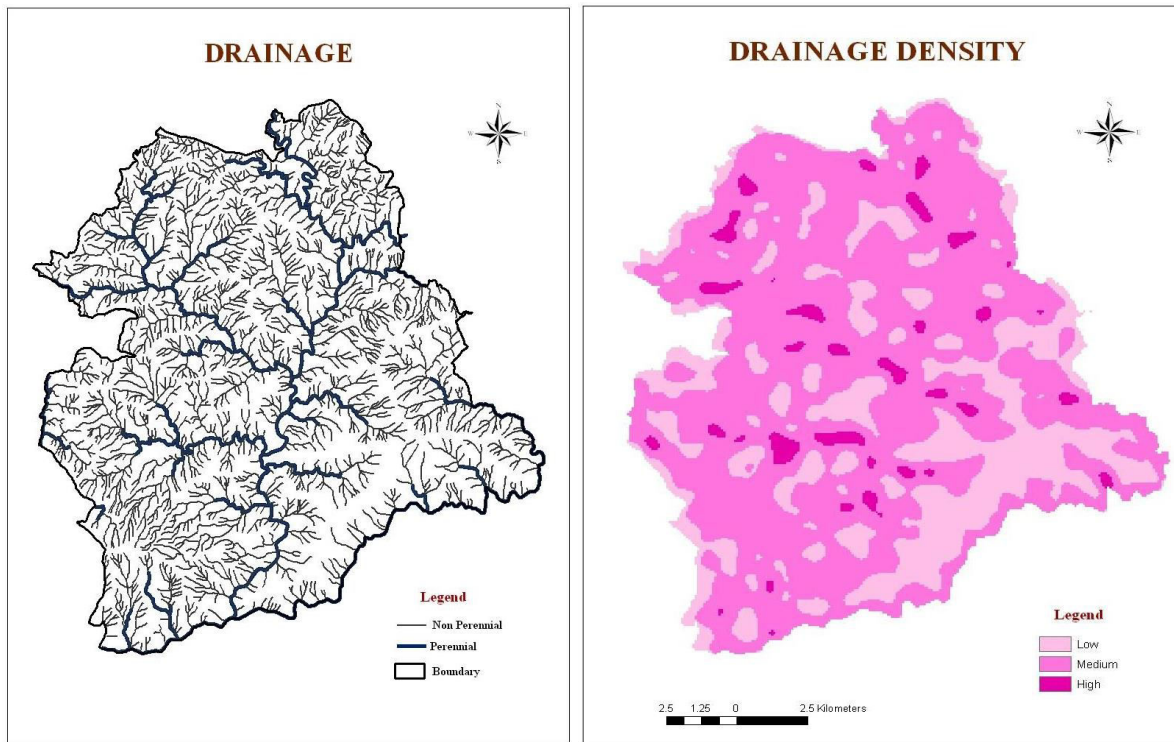 DRAINAGE
N
W E
S
Legend
Non Perennial
Perennial
Boundary
DRAINAGE DENSITY
N
W E
S
Legend
Low
Medium
High
2.5 1.25 0 2.5 Kilometers